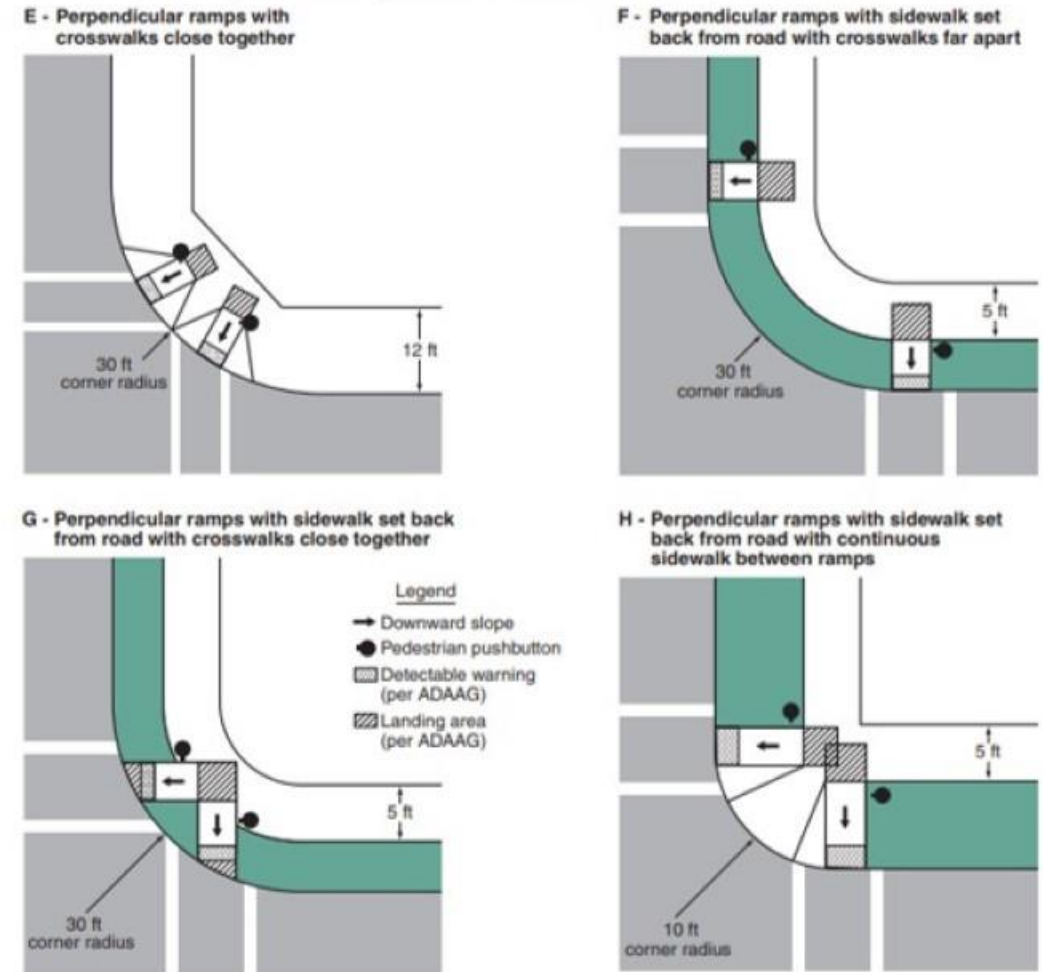 E - Perpendicular ramps with
crosswalks close together
30 ft
corner radius
12 ft
F - Perpendicular ramps with sidewalk set
back from road with crosswalks far apart
5 ft
30 ft
corner radius
G - Perpendicular ramps with sidewalk set back
from road with crosswalks close together
Legend
Downward slope
Pedestrian pushbutton
Detectable warning
(per ADAAG)
Landing area
(per ADAAG)
5 ft
30 ft
corner radius
H - Perpendicular ramps with sidewalk set
back from road with continuous
sidewalk between ramps
5 ft
10 ft
corner radius